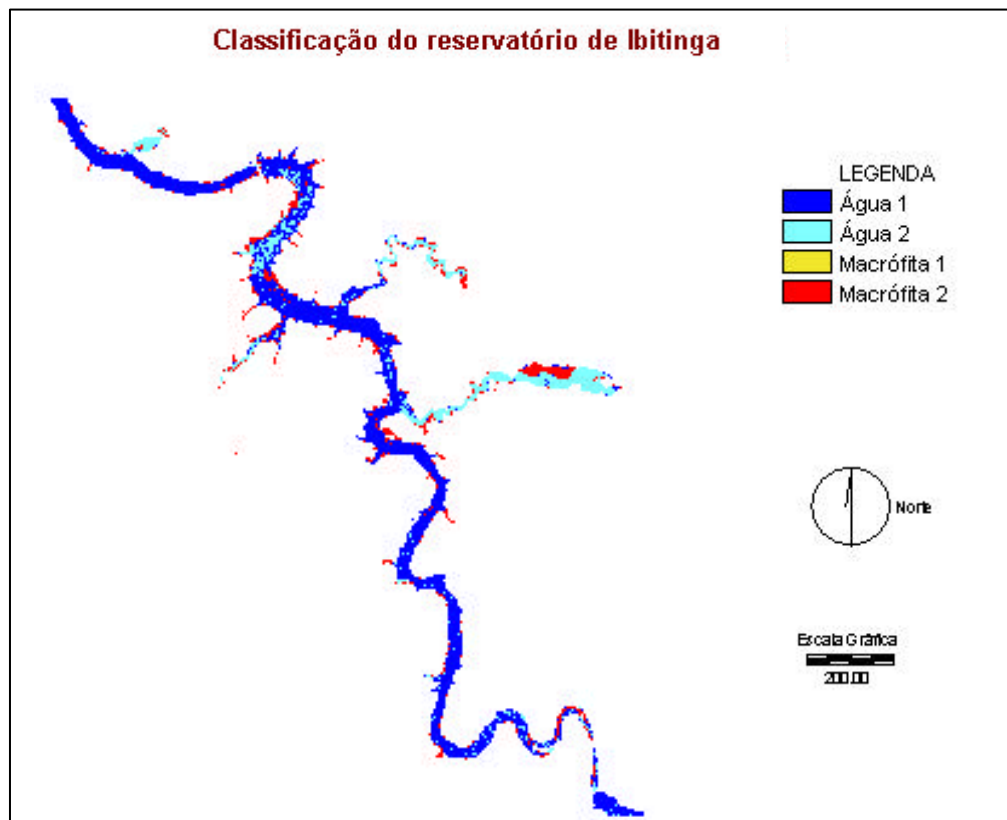 Classificação do reservatório de Ibitinga
LEGENDA
Água 1
Água 2
Macrófita 1
Macrófita 2
Norte
Escala Gráfica
200.00